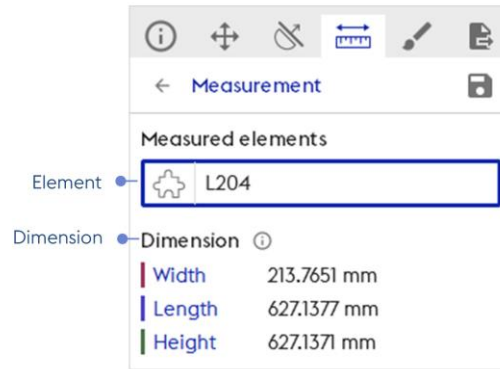 Measurement
Measured elements
Element L204
Dimension Dimension
Width 213.7651 mm
Length 627.1377 mm
Height 627.1371 mm